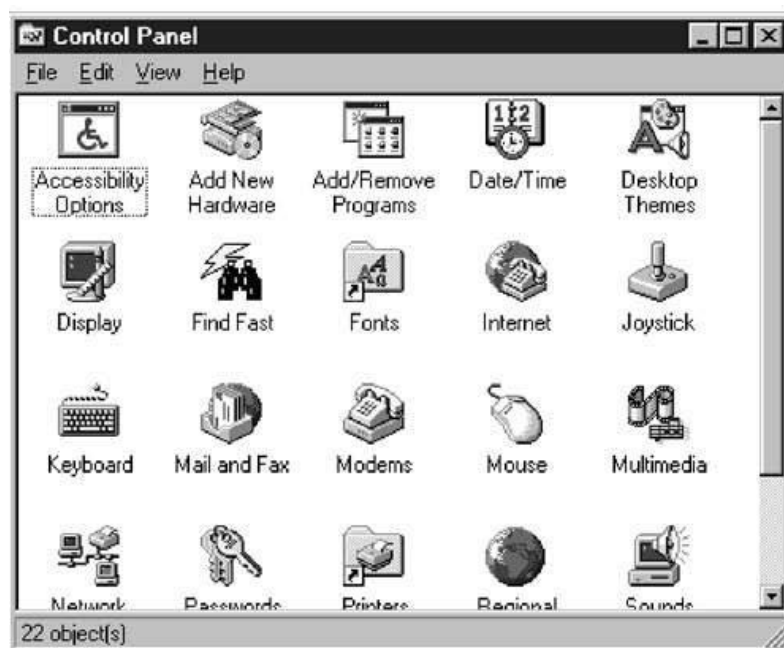 Control Panel
File Edit View Help
Accessibility Options
Add New Hardware
Add/Remove Programs
Date/Time
Desktop Themes
Display
Find Fast
Fonts
Internet
Joystick
Keyboard
Mail and Fax
Modems
Mouse
Multimedia
Network
Passwords
Printers
Regional
Sounds
22 object(s)